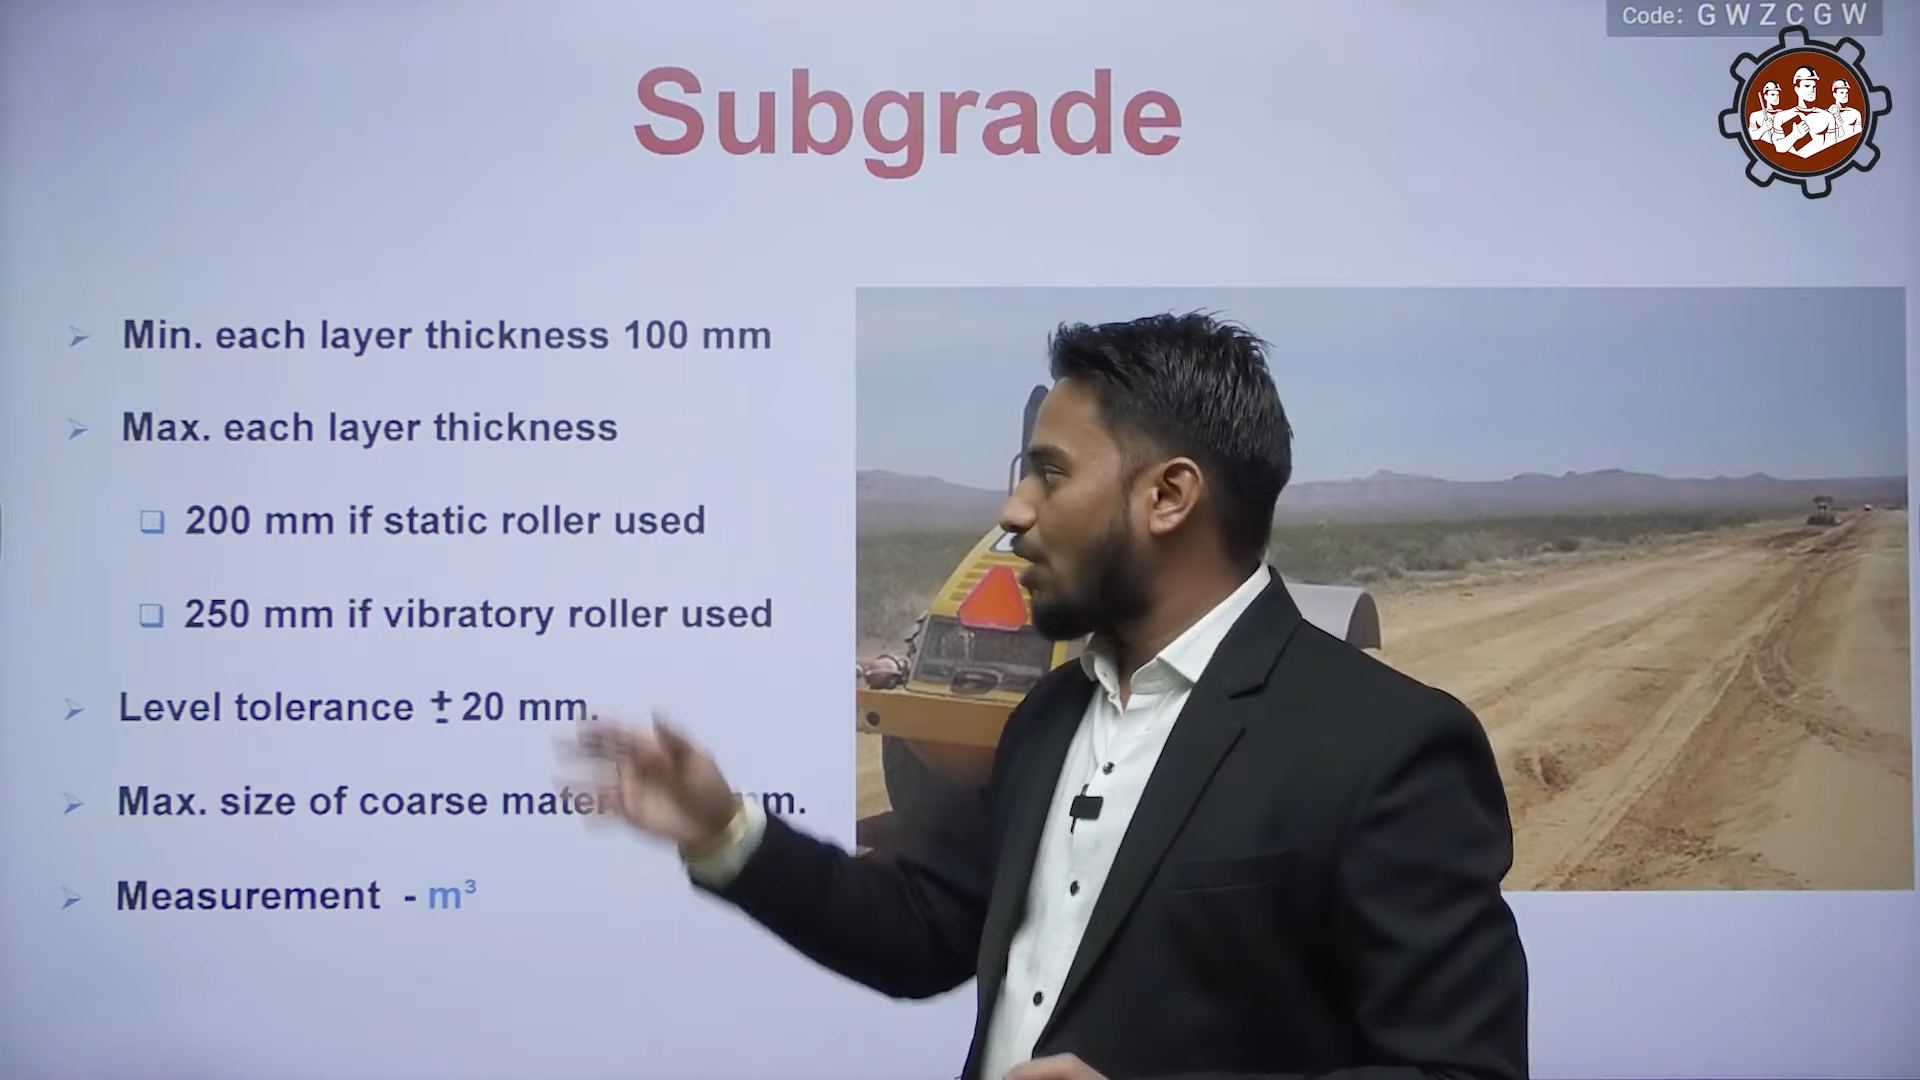 Code: GWZCGW
Subgrade
Min. each layer thickness 100 mm
Max. each layer thickness
200 mm if static roller used
250 mm if vibratory roller used
Level tolerance ± 20 mm.
Max. size of coarse
Measurement - m³